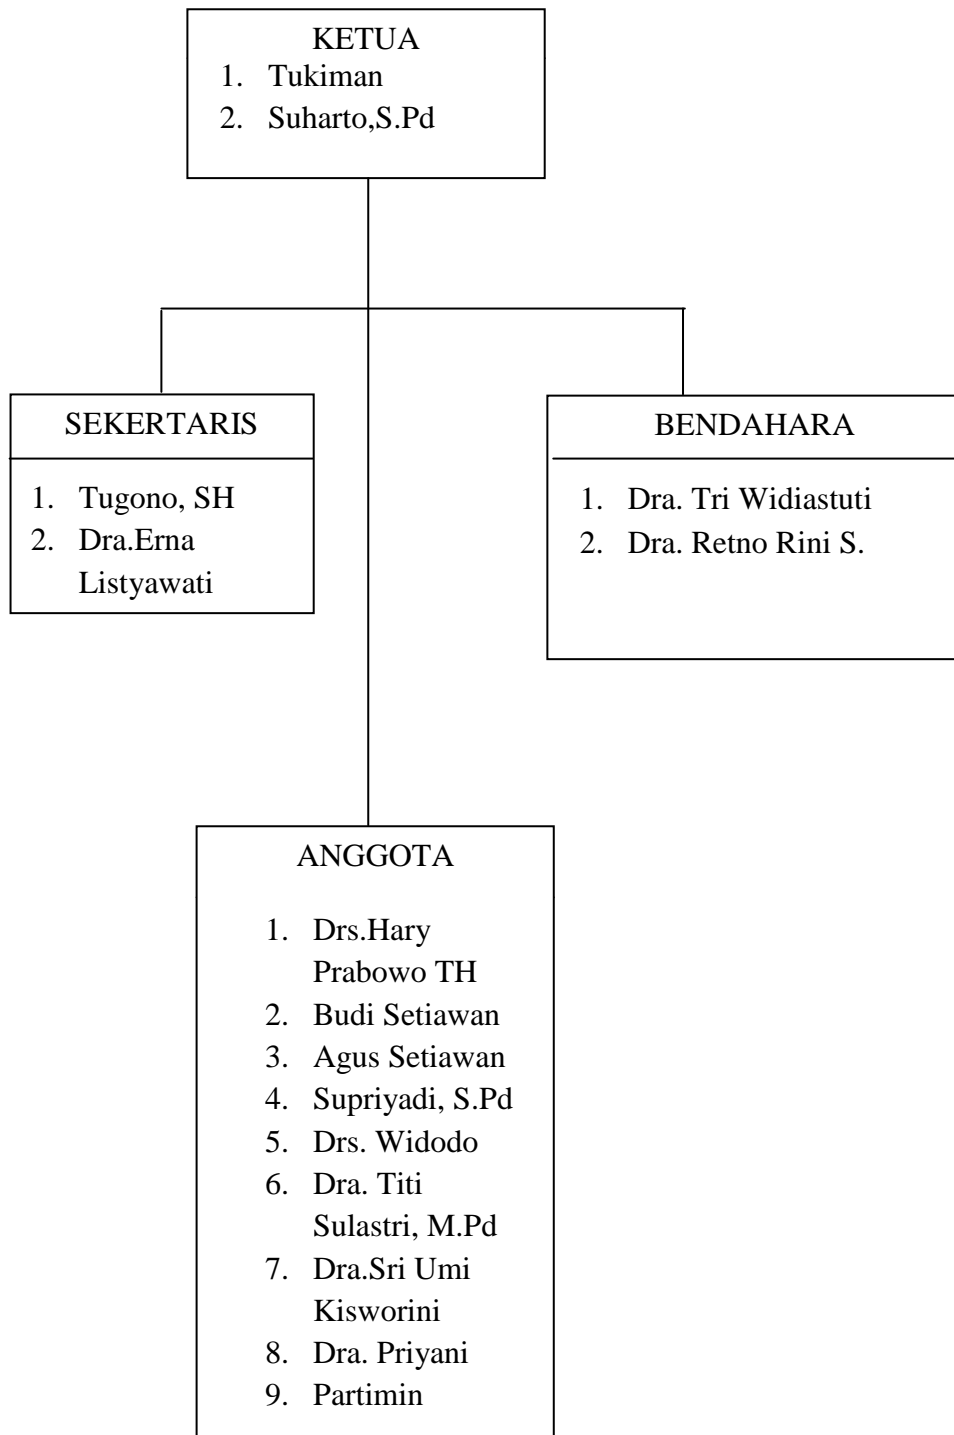 KETUA
1. Tukiman
2. Suharto,S.Pd
SEKERTARIS
1. Tugono, SH
2. Dra.Erna
Listyawati
BENDAHARA
1. Dra. Tri Widiastuti
2. Dra. Retno Rini S.
ANGGOTA
1. Drs.Hary
Prabowo TH
2. Budi Setiawan
3. Agus Setiawan
4. Supriyadi, S.Pd
5. Drs. Widodo
6. Dra. Titi
Sulastri, M.Pd
7. Dra.Sri Umi
Kisworini
8. Dra. Priyani
9. Partimin